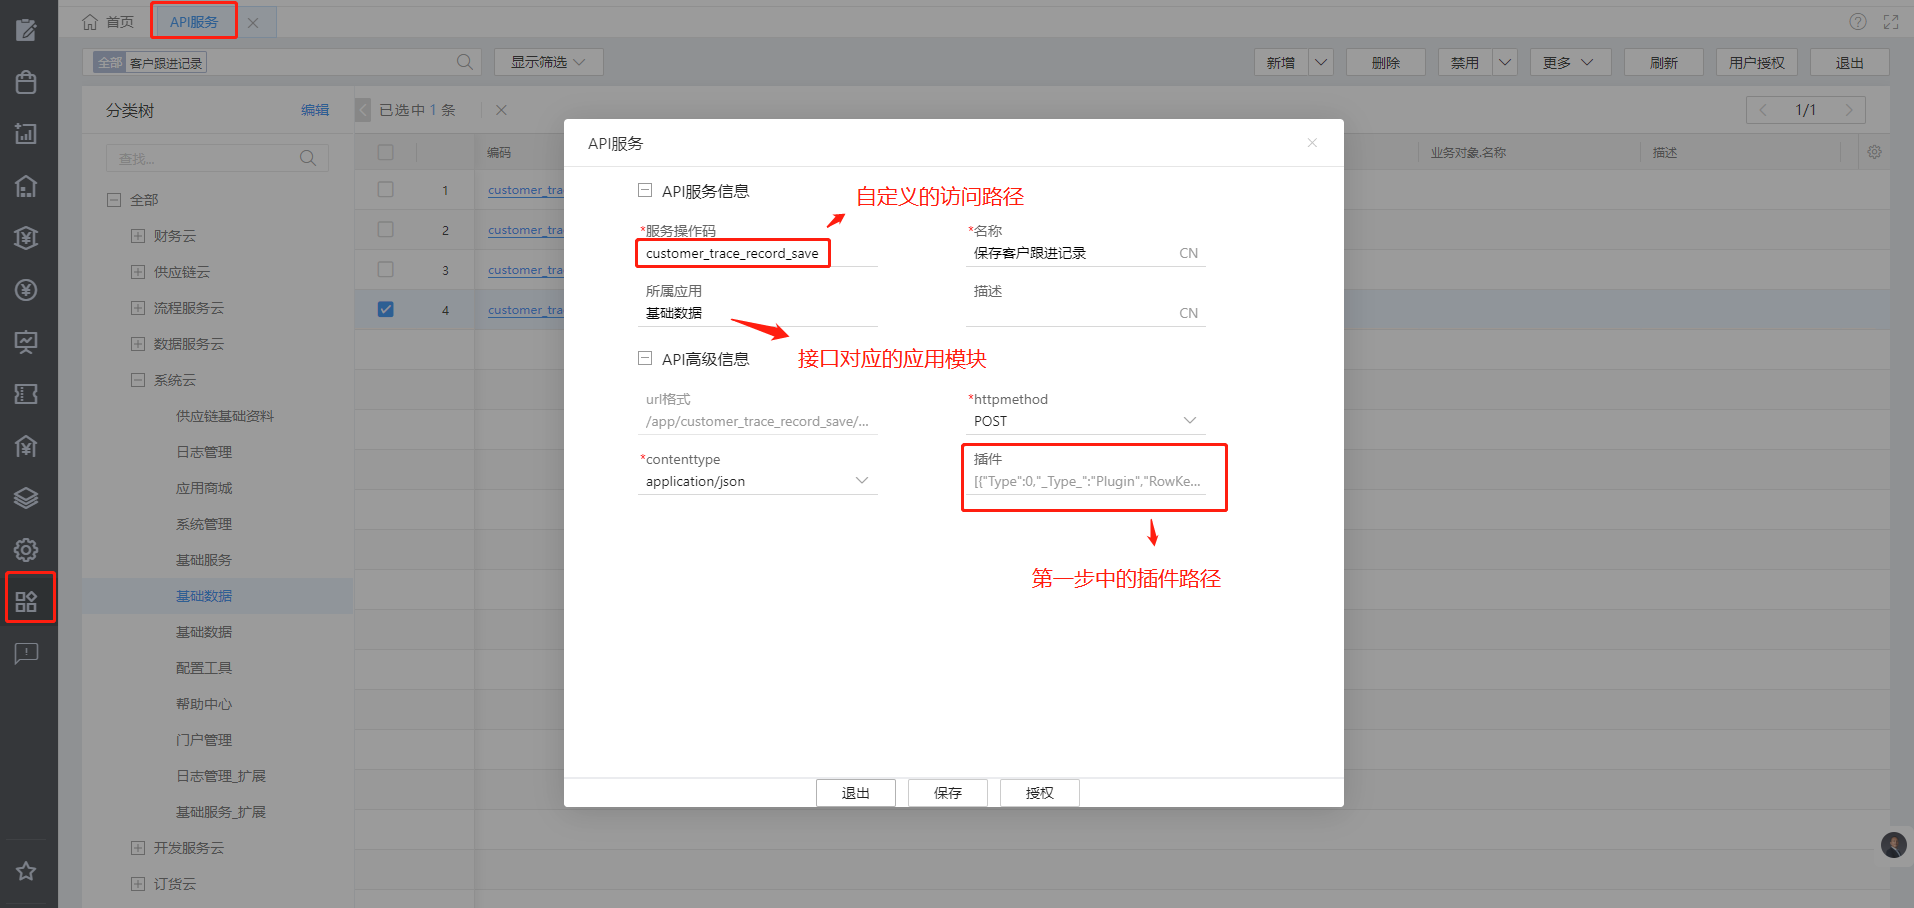 首页
API服务
全部 客户跟进记录
显示筛选
新增
删除
禁用
更多
刷新
用户授权
退出
分类树
编辑
已选中 1 条
1/1
查找...
编码
业务对象.名称
描述
全部
财务云
供应链云
流程服务云
数据服务云
系统云
供应链基础资料
日志管理
应用商城
系统管理
基础服务
基础数据
基础数据
配置工具
帮助中心
门户管理
日志管理_扩展
基础服务_扩展
开发服务云
订货云
1 customer_tra
2 customer_tra
3 customer_tra
4 customer_tra
API服务
API服务信息
自定义的访问路径
*服务操作码
customer_trace_record_save
*名称
保存客户跟进记录 CN
所属应用
基础数据
描述
CN
接口对应的应用模块
API高级信息
url格式
/app/customer_trace_record_save/...
*httpmethod
POST
*contenttype
application/json
插件
[{"Type":0,"_Type_":"Plugin","RowKe...
第一步中的插件路径
退出
保存
授权